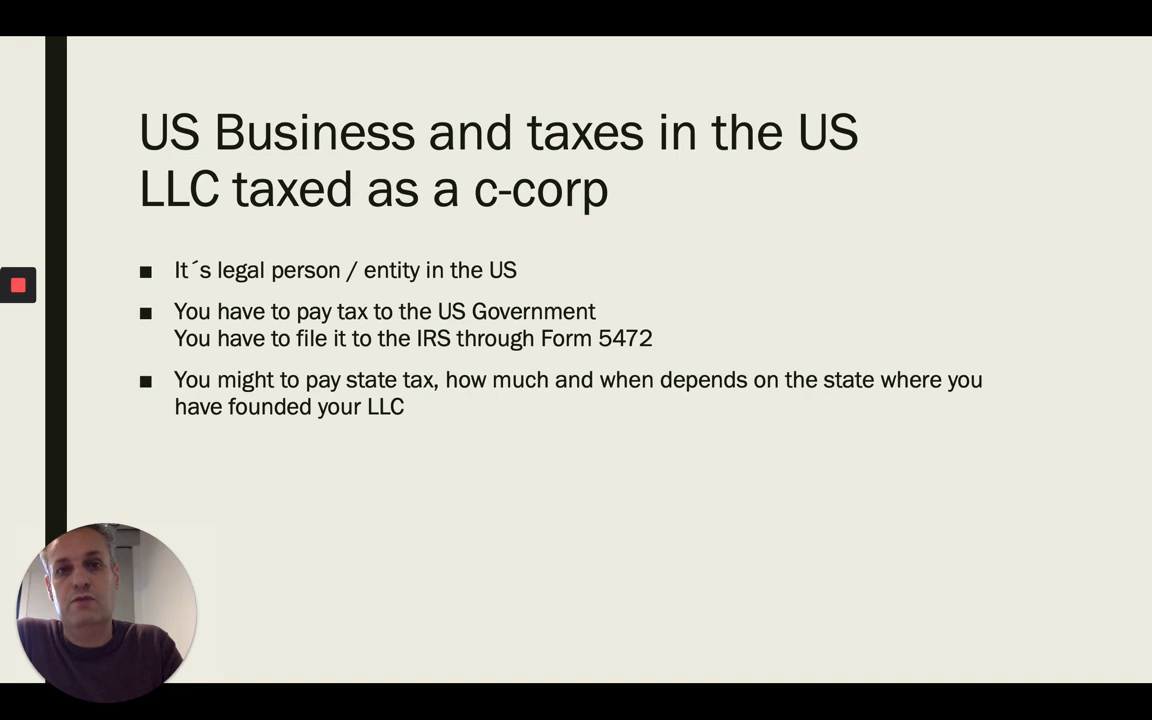 US Business and taxes in the US
LLC taxed as a c-corp
■ It´s legal person / entity in the US
■ You have to pay tax to the US Government
You have to file it to the IRS through Form 5472
■ You might to pay state tax, how much and when depends on the state where you
have founded your LLC